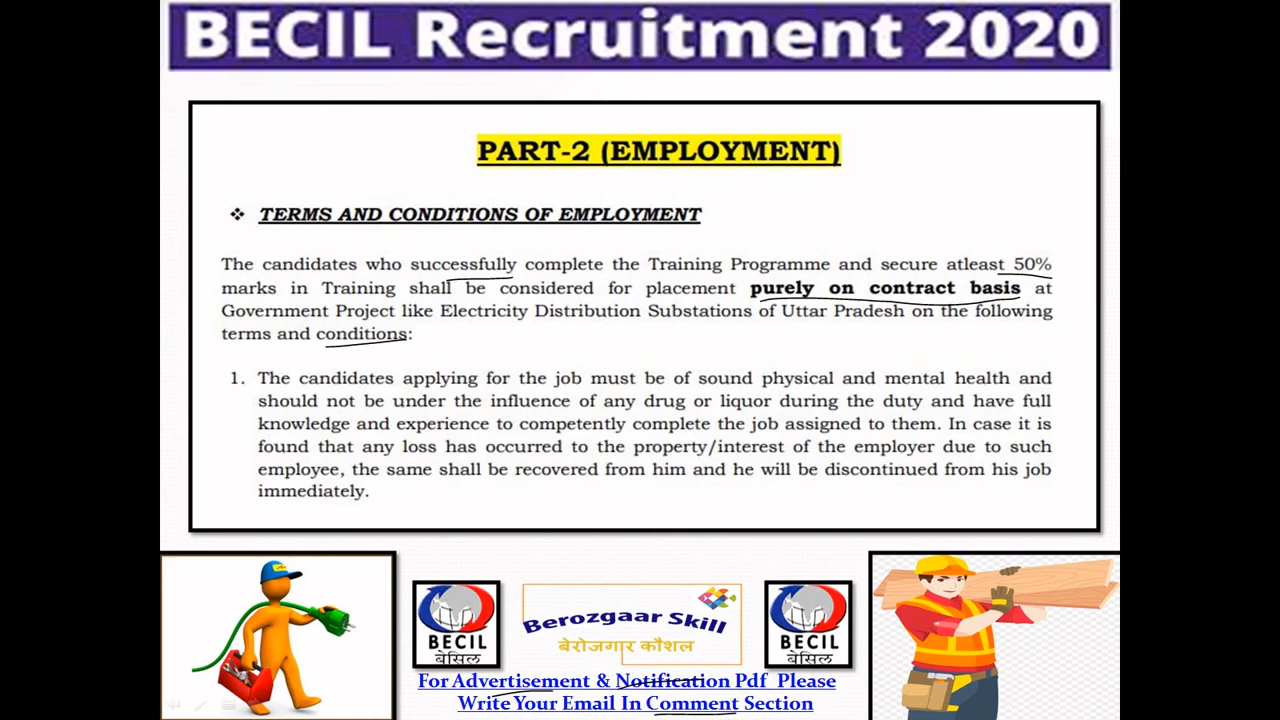 BECIL Recruitment 2020
PART-2 (EMPLOYMENT)
❖ TERMS AND CONDITIONS OF EMPLOYMENT
The candidates who successfully complete the Training Programme and secure atleast 50%
marks in Training shall be considered for placement purely on contract basis at
Government Project like Electricity Distribution Substations of Uttar Pradesh on the following
terms and conditions:
1. The candidates applying for the job must be of sound physical and mental health and
should not be under the influence of any drug or liquor during the duty and have full
knowledge and experience to competently complete the job assigned to them. In case it is
found that any loss has occurred to the property/interest of the employer due to such
employee, the same shall be recovered from him and he will be discontinued from his job
immediately.
BECIL
बेसिल
Berozgaar Skill
बेरोजगार कौशल
BECIL
बेसिल
For Advertisement & Notification Pdf Please
Write Your Email In Comment Section